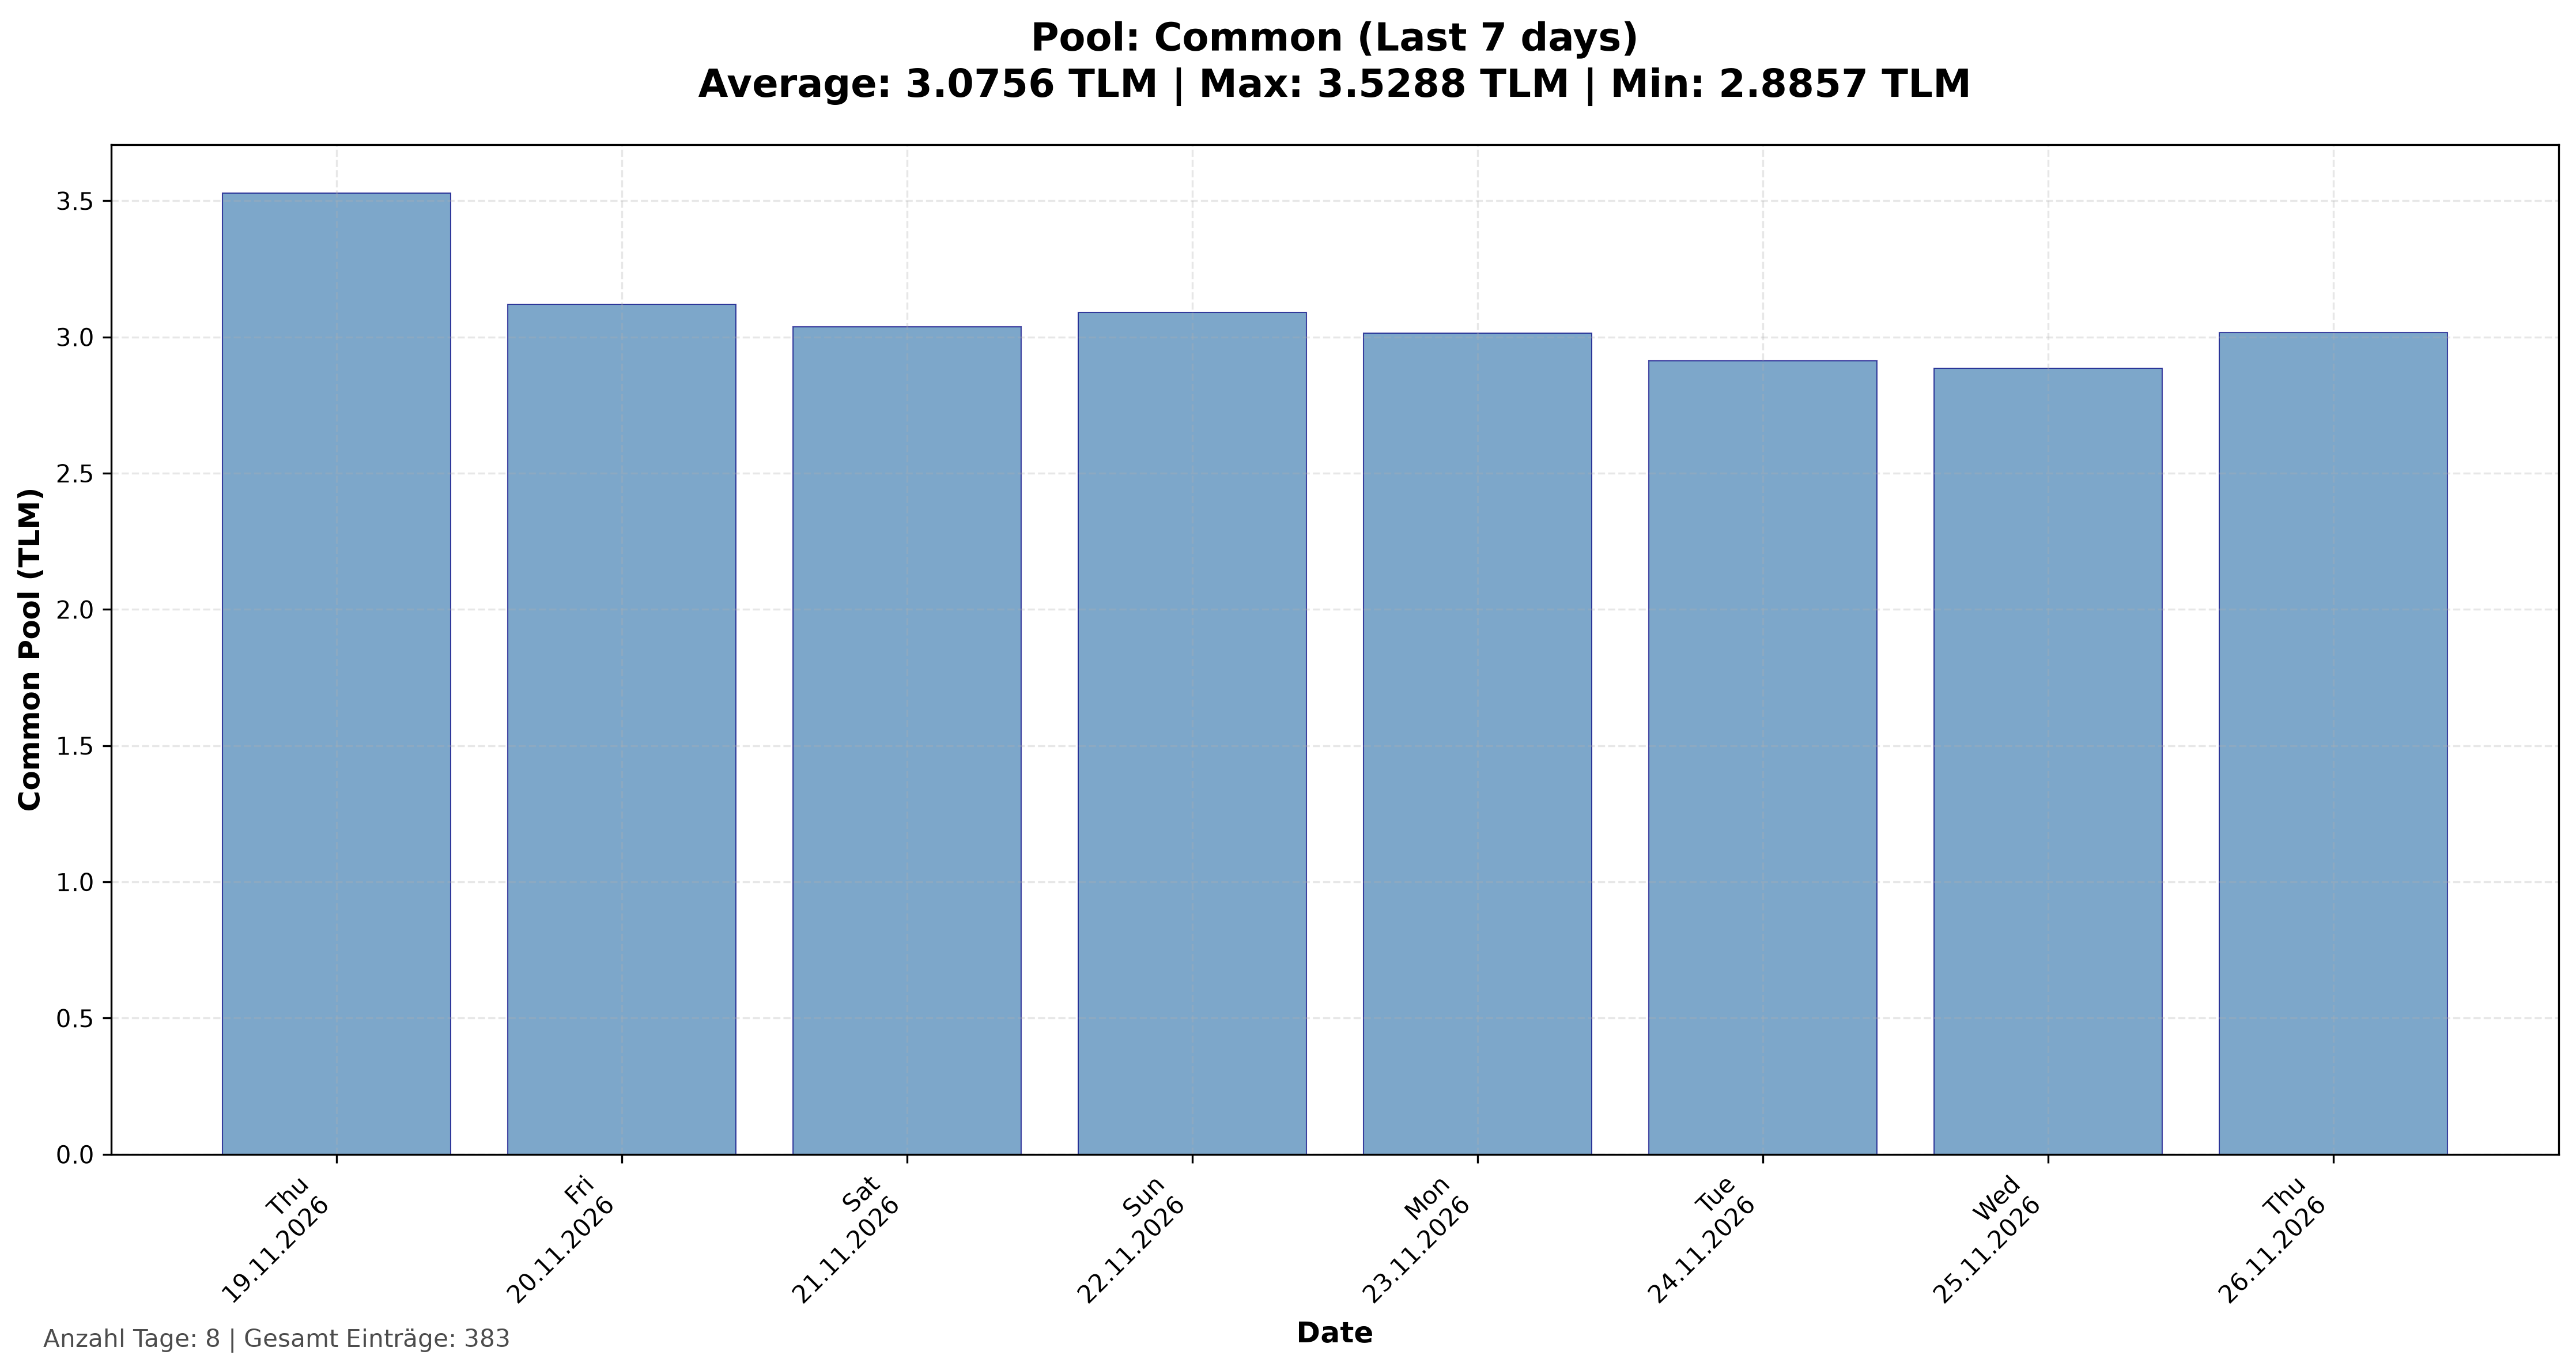 Pool: Common (Last 7 days)
Average: 3.0756 TLM | Max: 3.5288 TLM | Min: 2.8857 TLM
Common Pool (TLM)
3.5
3.0
2.5
2.0
1.5
1.0
0.5
0.0
Thu
19.11.2026
Fri
20.11.2026
Sat
21.11.2026
Sun
22.11.2026
Mon
23.11.2026
Tue
24.11.2026
Wed
25.11.2026
Thu
26.11.2026
Date
Anzahl Tage: 8 | Gesamt Einträge: 383